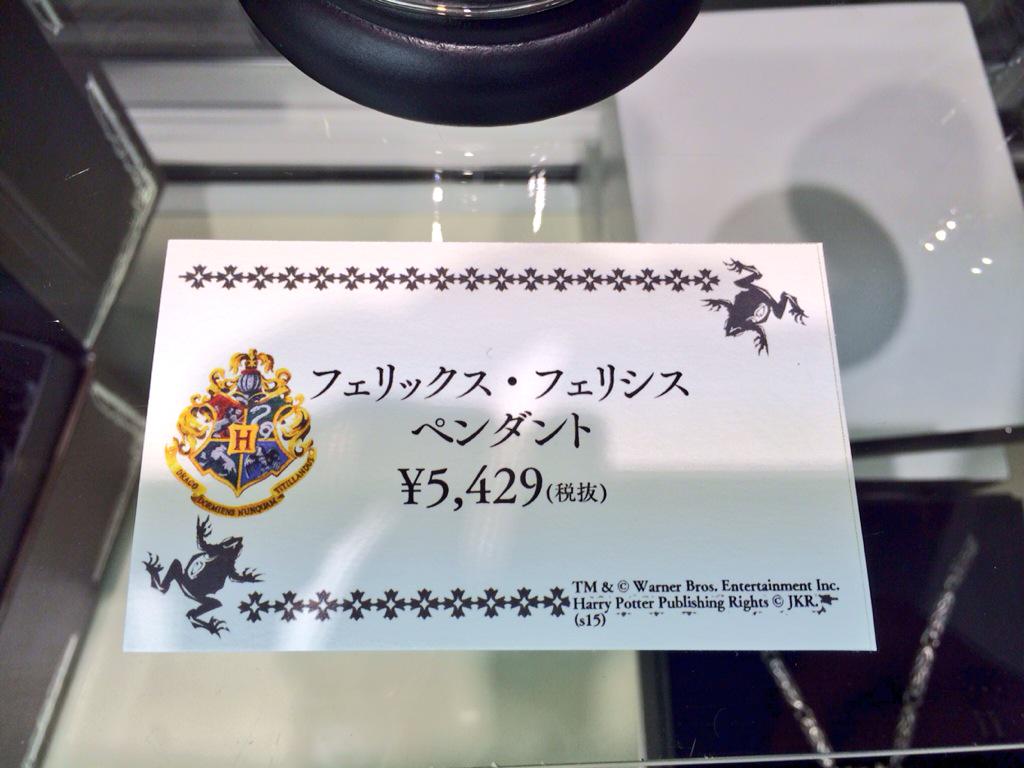 フェリックス・フェリシス
ペンダント
¥5,429(税抜)
H
DRACO DORMIENS NUNQUAM TITILLANDUS
TM & © Warner Bros. Entertainment Inc.
Harry Potter Publishing Rights © JKR.
(s15)